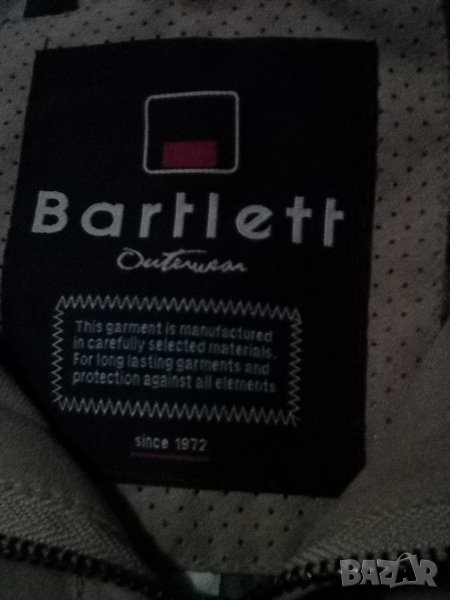 Bartlett
Outerwear
This garment is manufactured
in carefully selected materials.
For long lasting garments and
protection against all elements
since 1972
BAZAR